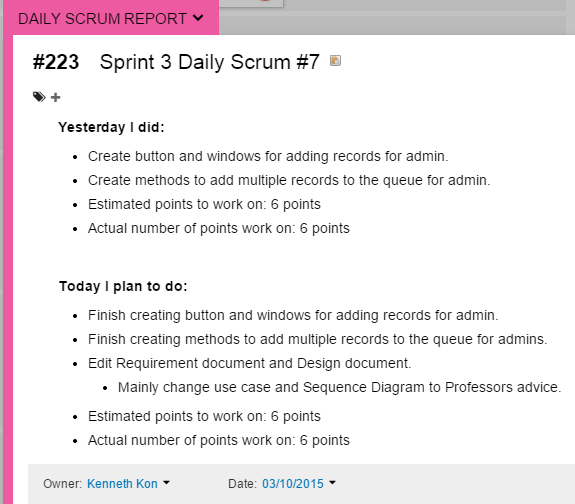 DAILY SCRUM REPORT
#223 Sprint 3 Daily Scrum #7
Yesterday I did:
Create button and windows for adding records for admin.
Create methods to add multiple records to the queue for admin.
Estimated points to work on: 6 points
Actual number of points work on: 6 points
Today I plan to do:
Finish creating button and windows for adding records for admin.
Finish creating methods to add multiple records to the queue for admins.
Edit Requirement document and Design document.
Mainly change use case and Sequence Diagram to Professors advice.
Estimated points to work on: 6 points
Actual number of points work on: 6 points
Owner: Kenneth Kon Date: 03/10/2015